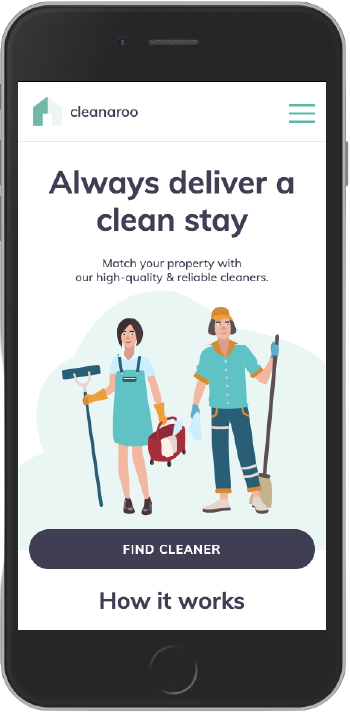 cleanaroo
Always deliver a
clean stay
Match your property with
our high-quality & reliable cleaners.
FIND CLEANER
How it works